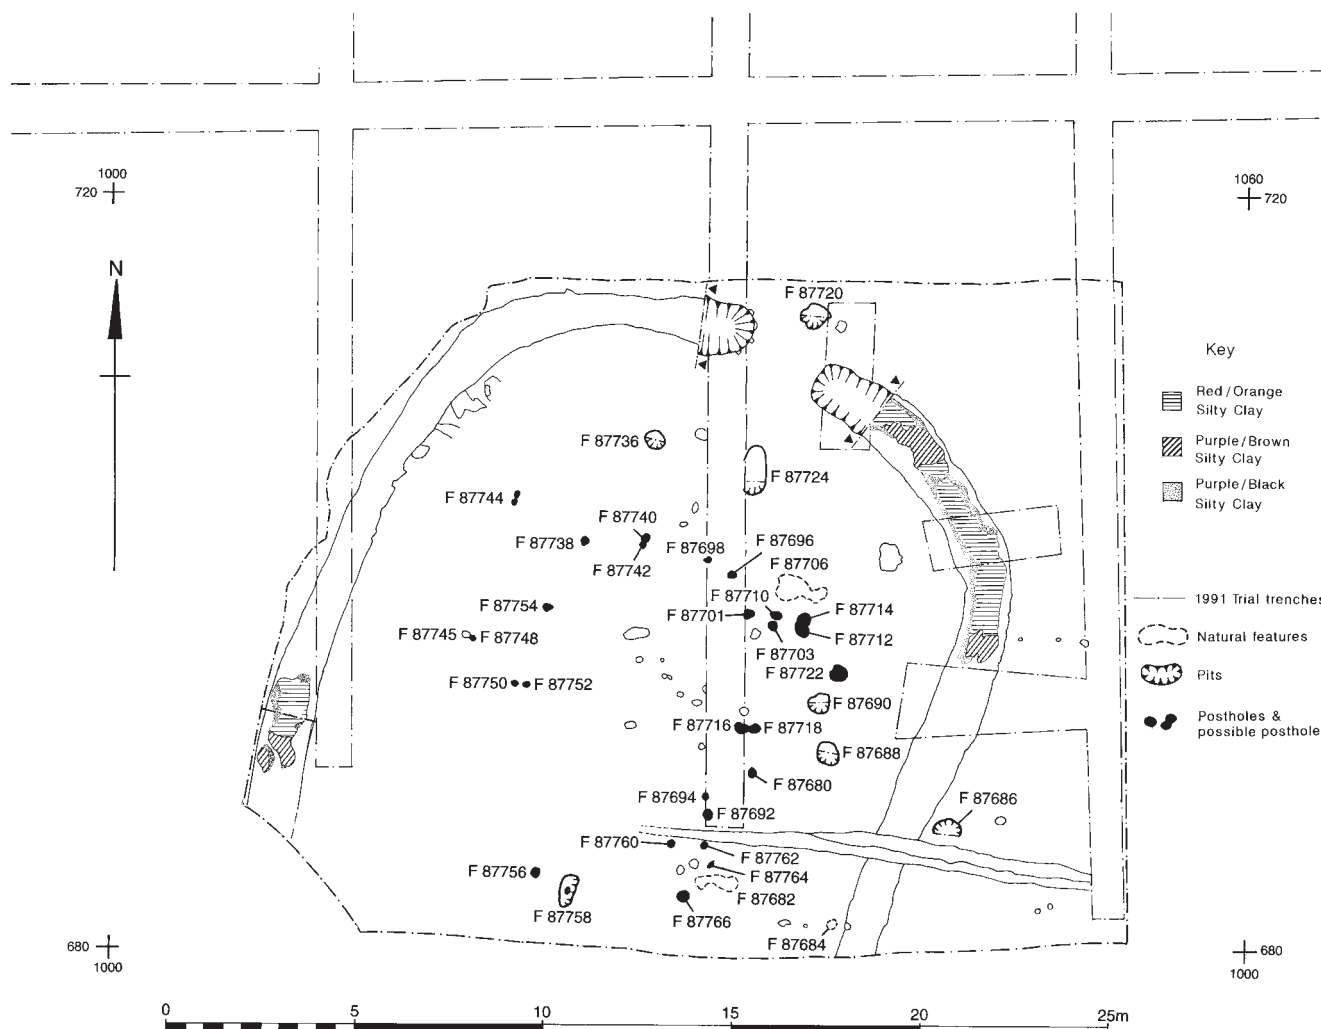 1000
720
1060
720
N
F 87720
Key
Red/Orange
Silty Clay
Purple/Brown
Silty Clay
Purple/Black
Silty Clay
F 87736
F 87724
F 87744
F 87740
F 87738
F 87698
F 87696
F 87742
F 87706
F 87710
F 87754
F 87714
F 87701
F 87745
F 87748
F 87712
F 87703
F 87722
F 87750
F 87752
F 87690
F 87716
F 87718
F 87688
F 87680
F 87694
F 87692
F 87686
F 87760
F 87762
F 87756
F 87764
F 87682
F 87758
F 87766
F 87684
1991 Trial trenches
Natural features
Pits
Postholes &
possible posthole
680
1000
680
1000
0
5
10
15
20
25m